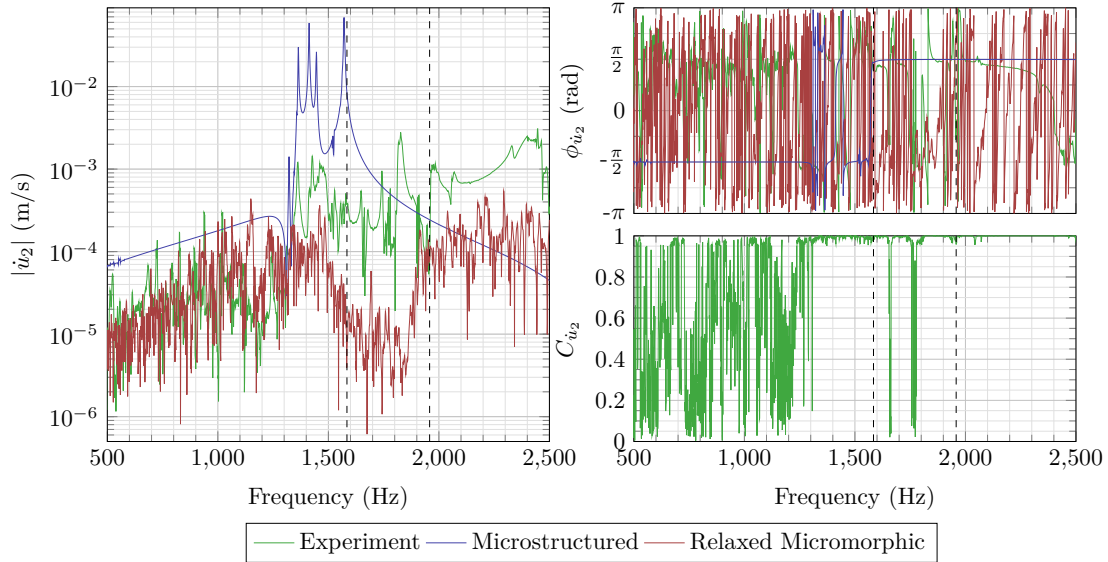 10⁻²
10⁻³
10⁻⁴
10⁻⁵
10⁻⁶
|u̇₂| (m/s)
500
1,000
1,500
2,000
2,500
Frequency (Hz)
π
π/2
0
-π/2
-π
ϕ_u̇₂ (rad)
1
0.8
0.6
0.4
0.2
0
C_u̇₂
500
1,000
1,500
2,000
2,500
Frequency (Hz)
Experiment Microstructured Relaxed Micromorphic